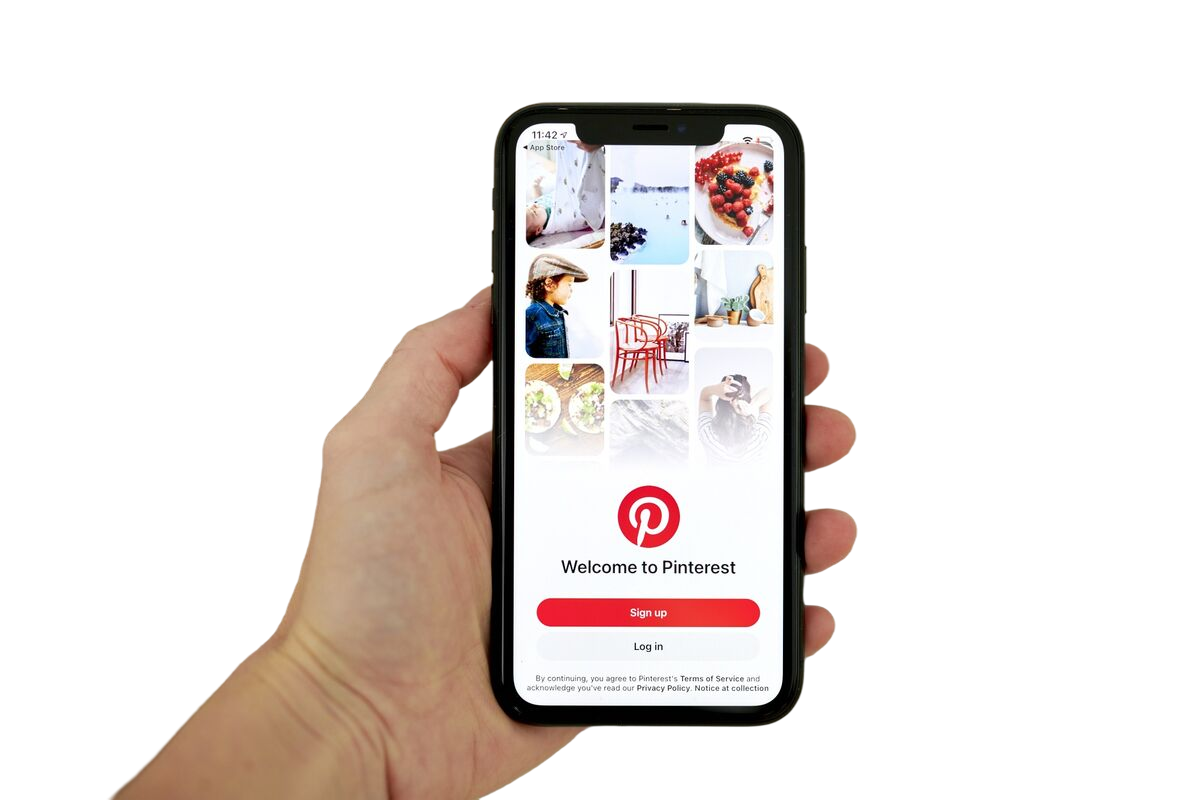 11:42
◀ App Store
Welcome to Pinterest
Sign up
Log in
By continuing, you agree to Pinterest's Terms of Service and
acknowledge you've read our Privacy Policy. Notice at collection